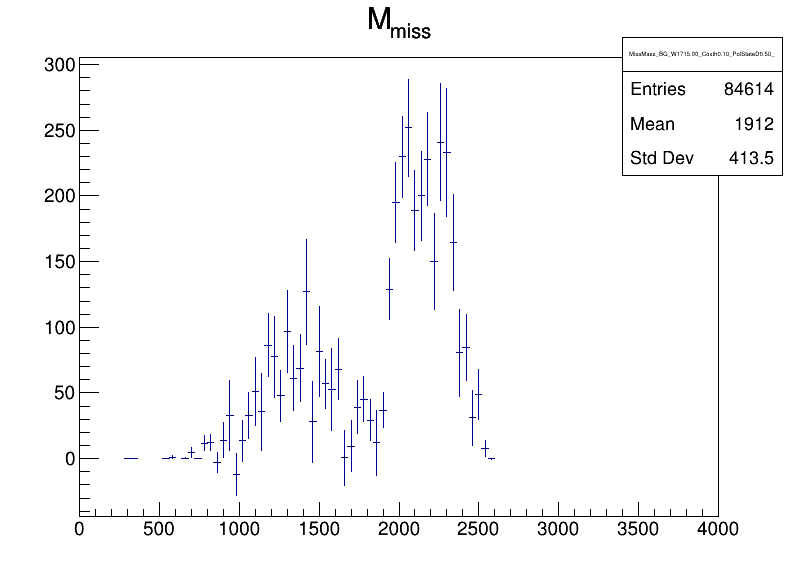 M_miss
MissMass_BG_W1715.00_Costh0.10_PolStateD0.50_
Entries 84614
Mean 1912
Std Dev 413.5
300
250
200
150
100
50
0
0 500 1000 1500 2000 2500 3000 3500 4000